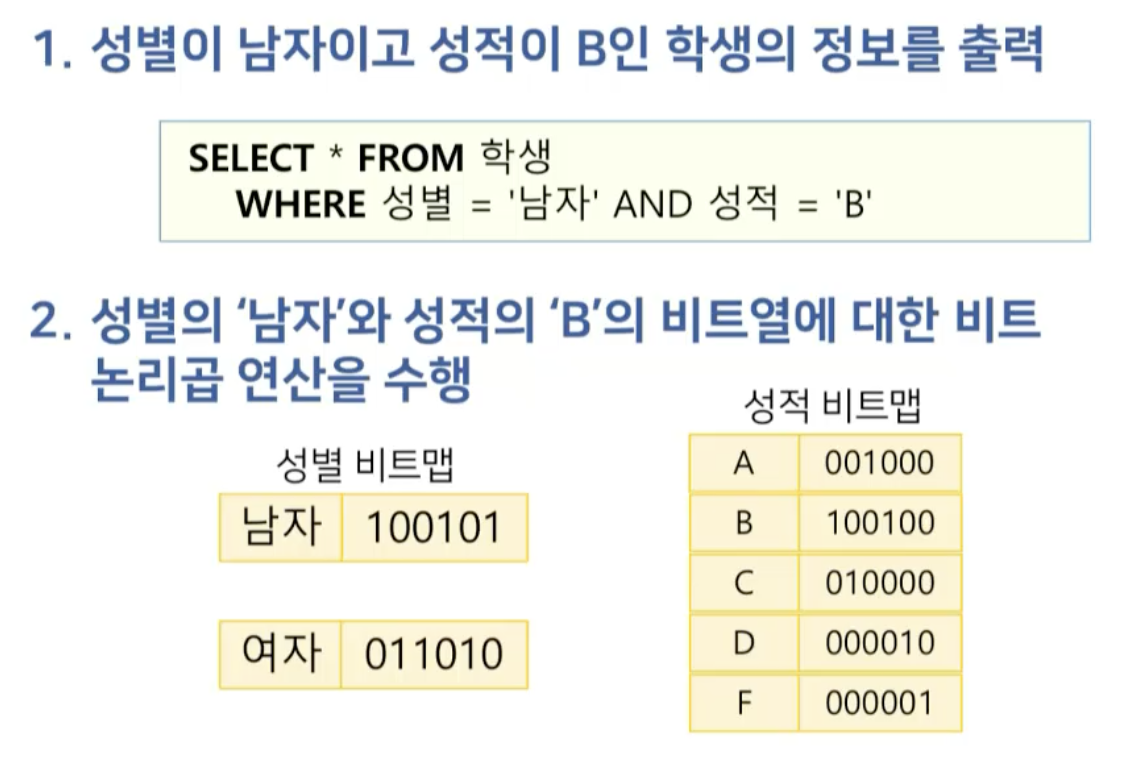 1. 성별이 남자이고 성적이 B인 학생의 정보를 출력
SELECT * FROM 학생
WHERE 성별 = '남자' AND 성적 = 'B'
2. 성별의 ‘남자’와 성적의 ‘B’의 비트열에 대한 비트
논리곱 연산을 수행
성별 비트맵
남자 100101
여자 011010
성적 비트맵
A 001000
B 100100
C 010000
D 000010
F 000001